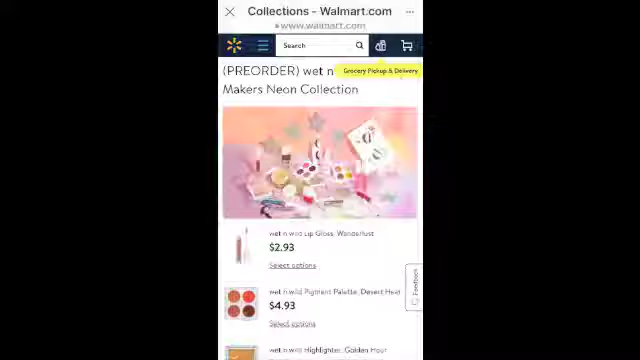 Collections - Walmart.com
www.walmart.com
Search
(PREORDER) wet n
Grocery Pickup & Delivery
Makers Neon Collection
wet n wild Lip Gloss, Wanderlust
$2.93
Select options
Feedback
wet n wild Pigment Palette, Desert Heat
$4.93
Select options
wet n wild Highlighter, Golden Hour